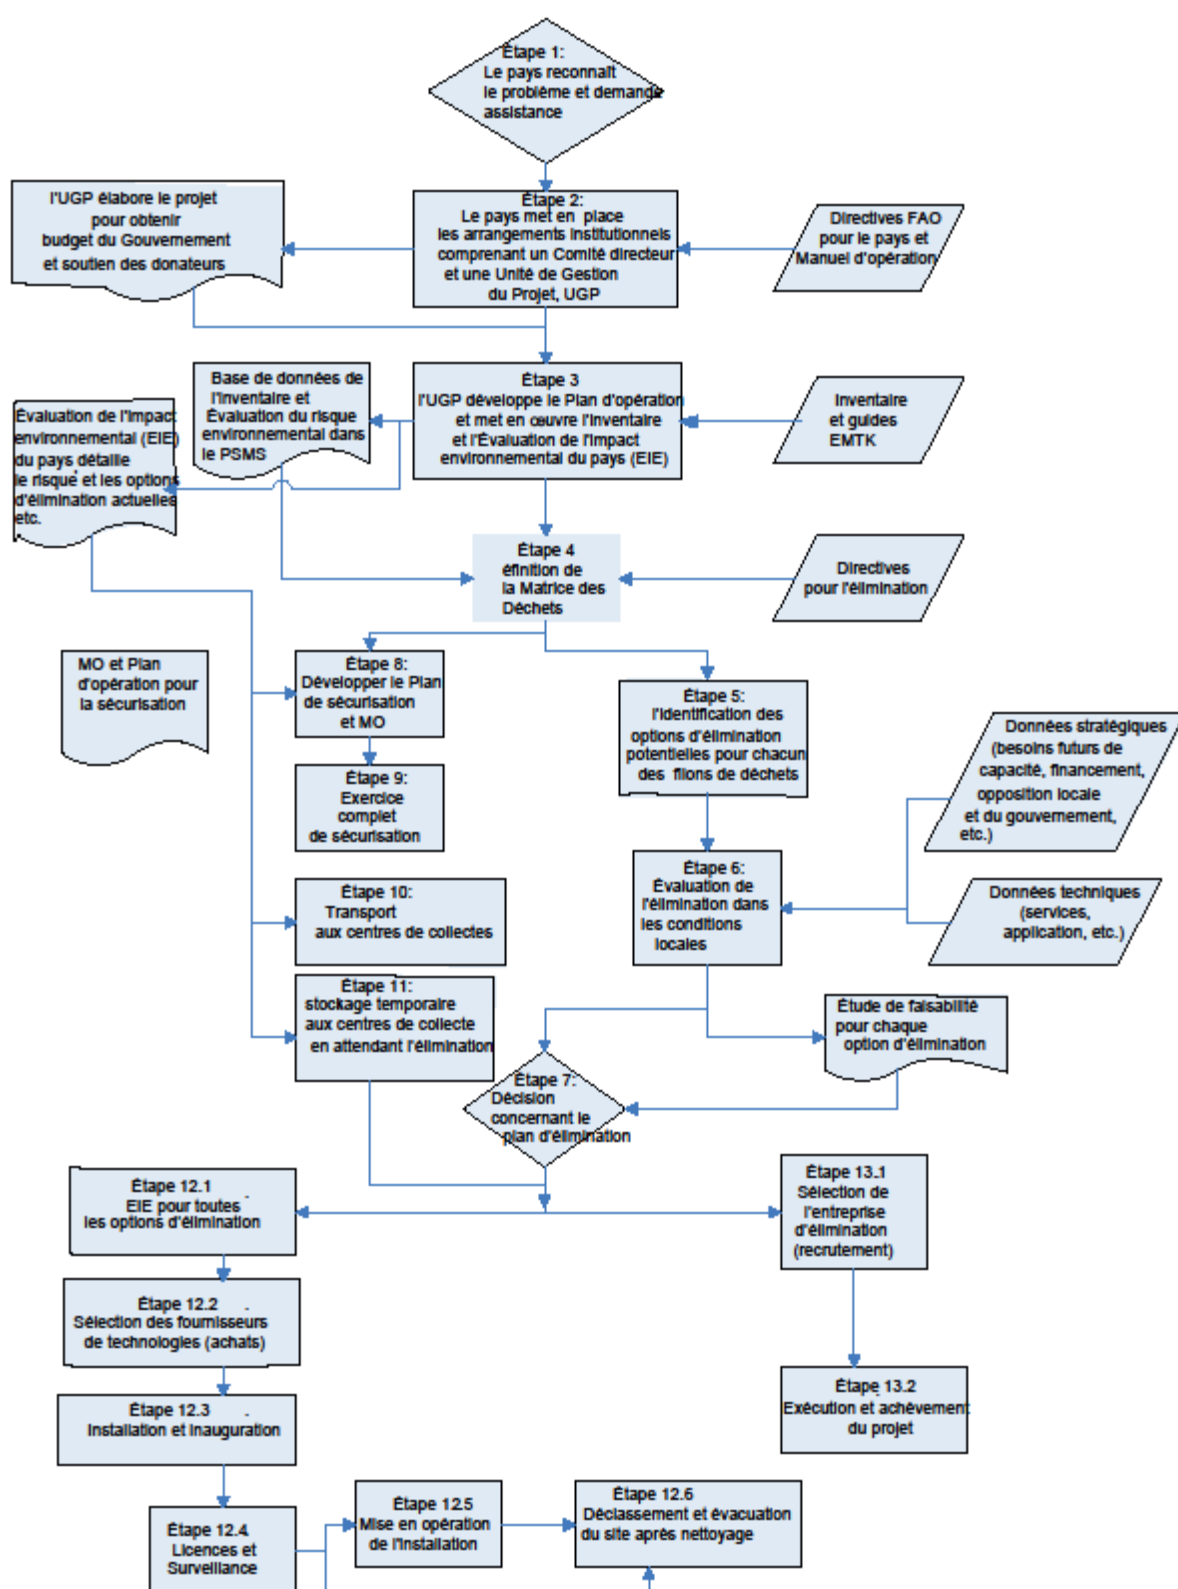 Étape 1:
Le pays reconnaît
le problème et demande
assistance
l'UGP élabore le projet
pour obtenir
budget du Gouvernement
et soutien des donateurs
Étape 2:
Le pays met en place
les arrangements institutionnels
comprenant un Comité directeur
et une Unité de Gestion
du Projet, UGP
Directives FAO
pour le pays et
Manuel d'opération
Évaluation de l'impact
environnemental (EIE)
du pays détaille
le risque et les options
d'élimination actuelles
etc.
Base de données de
l'inventaire et
Évaluation du risque
environnemental dans
le PSMS
Étape 3
l'UGP développe le Plan d'opération
et met en œuvre l'inventaire
et l'Évaluation de l'impact
environnemental du pays (EIE)
Inventaire
et guides
EMTK
Étape 4
éfinition de
la Matrice des
Déchets
Directives
pour l'élimination
MO et Plan
d'opération pour
la sécurisation
Étape 8:
Développer le Plan
de sécurisation
et MO
Étape 5:
l'identification des
options d'élimination
potentielles pour chacun
des filons de déchets
Données stratégiques
(besoins futurs de
capacité, financement,
opposition locale
et du gouvernement,
etc.)
Étape 9:
Exercice
complet
de sécurisation
Étape 6:
Évaluation de
l'élimination dans
les conditions
locales
Données techniques
(services,
application, etc.)
Étape 10:
Transport
aux centres de collectes
Étape 11:
stockage temporaire
aux centres de collecte
en attendant l'élimination
Étude de faisabilité
pour chaque
option d'élimination
Étape 7:
Décision
concernant le
plan d'élimination
Étape 12.1
EIE pour toutes
les options d'élimination
Étape 13.1
Sélection de
l'entreprise
d'élimination
(recrutement)
Étape 12.2
Sélection des fournisseurs
de technologies (achats)
Étape 12.3
Installation et inauguration
Étape 13.2
Exécution et achèvement
du projet
Étape 12.4
Licences et
Surveillance
Étape 12.5
Mise en opération
de l'installation
Étape 12.6
Déclassement et évacuation
du site après nettoyage